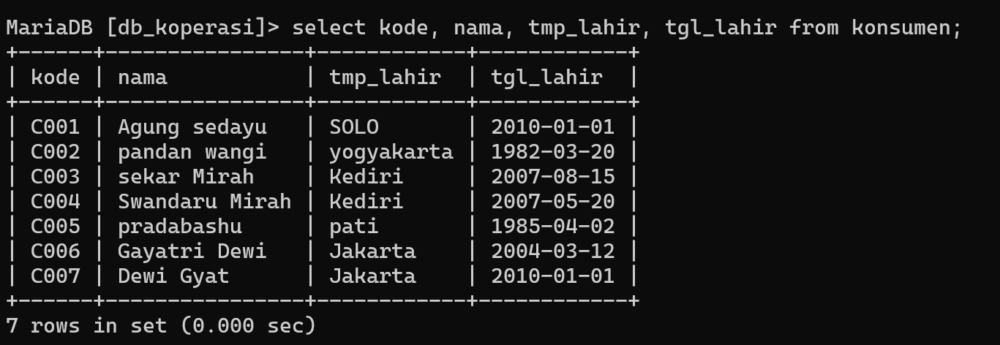 MariaDB [db_koperasi]> select kode, nama, tmp_lahir, tgl_lahir from konsumen;
+------+----------------+------------+------------+
| kode | nama           | tmp_lahir  | tgl_lahir  |
+------+----------------+------------+------------+
| C001 | Agung sedayu   | SOLO       | 2010-01-01 |
| C002 | pandan wangi   | yogyakarta | 1982-03-20 |
| C003 | sekar Mirah    | Kediri     | 2007-08-15 |
| C004 | Swandaru Mirah | Kediri     | 2007-05-20 |
| C005 | pradabashu     | pati       | 1985-04-02 |
| C006 | Gayatri Dewi   | Jakarta    | 2004-03-12 |
| C007 | Dewi Gyat      | Jakarta    | 2010-01-01 |
+------+----------------+------------+------------+
7 rows in set (0.000 sec)